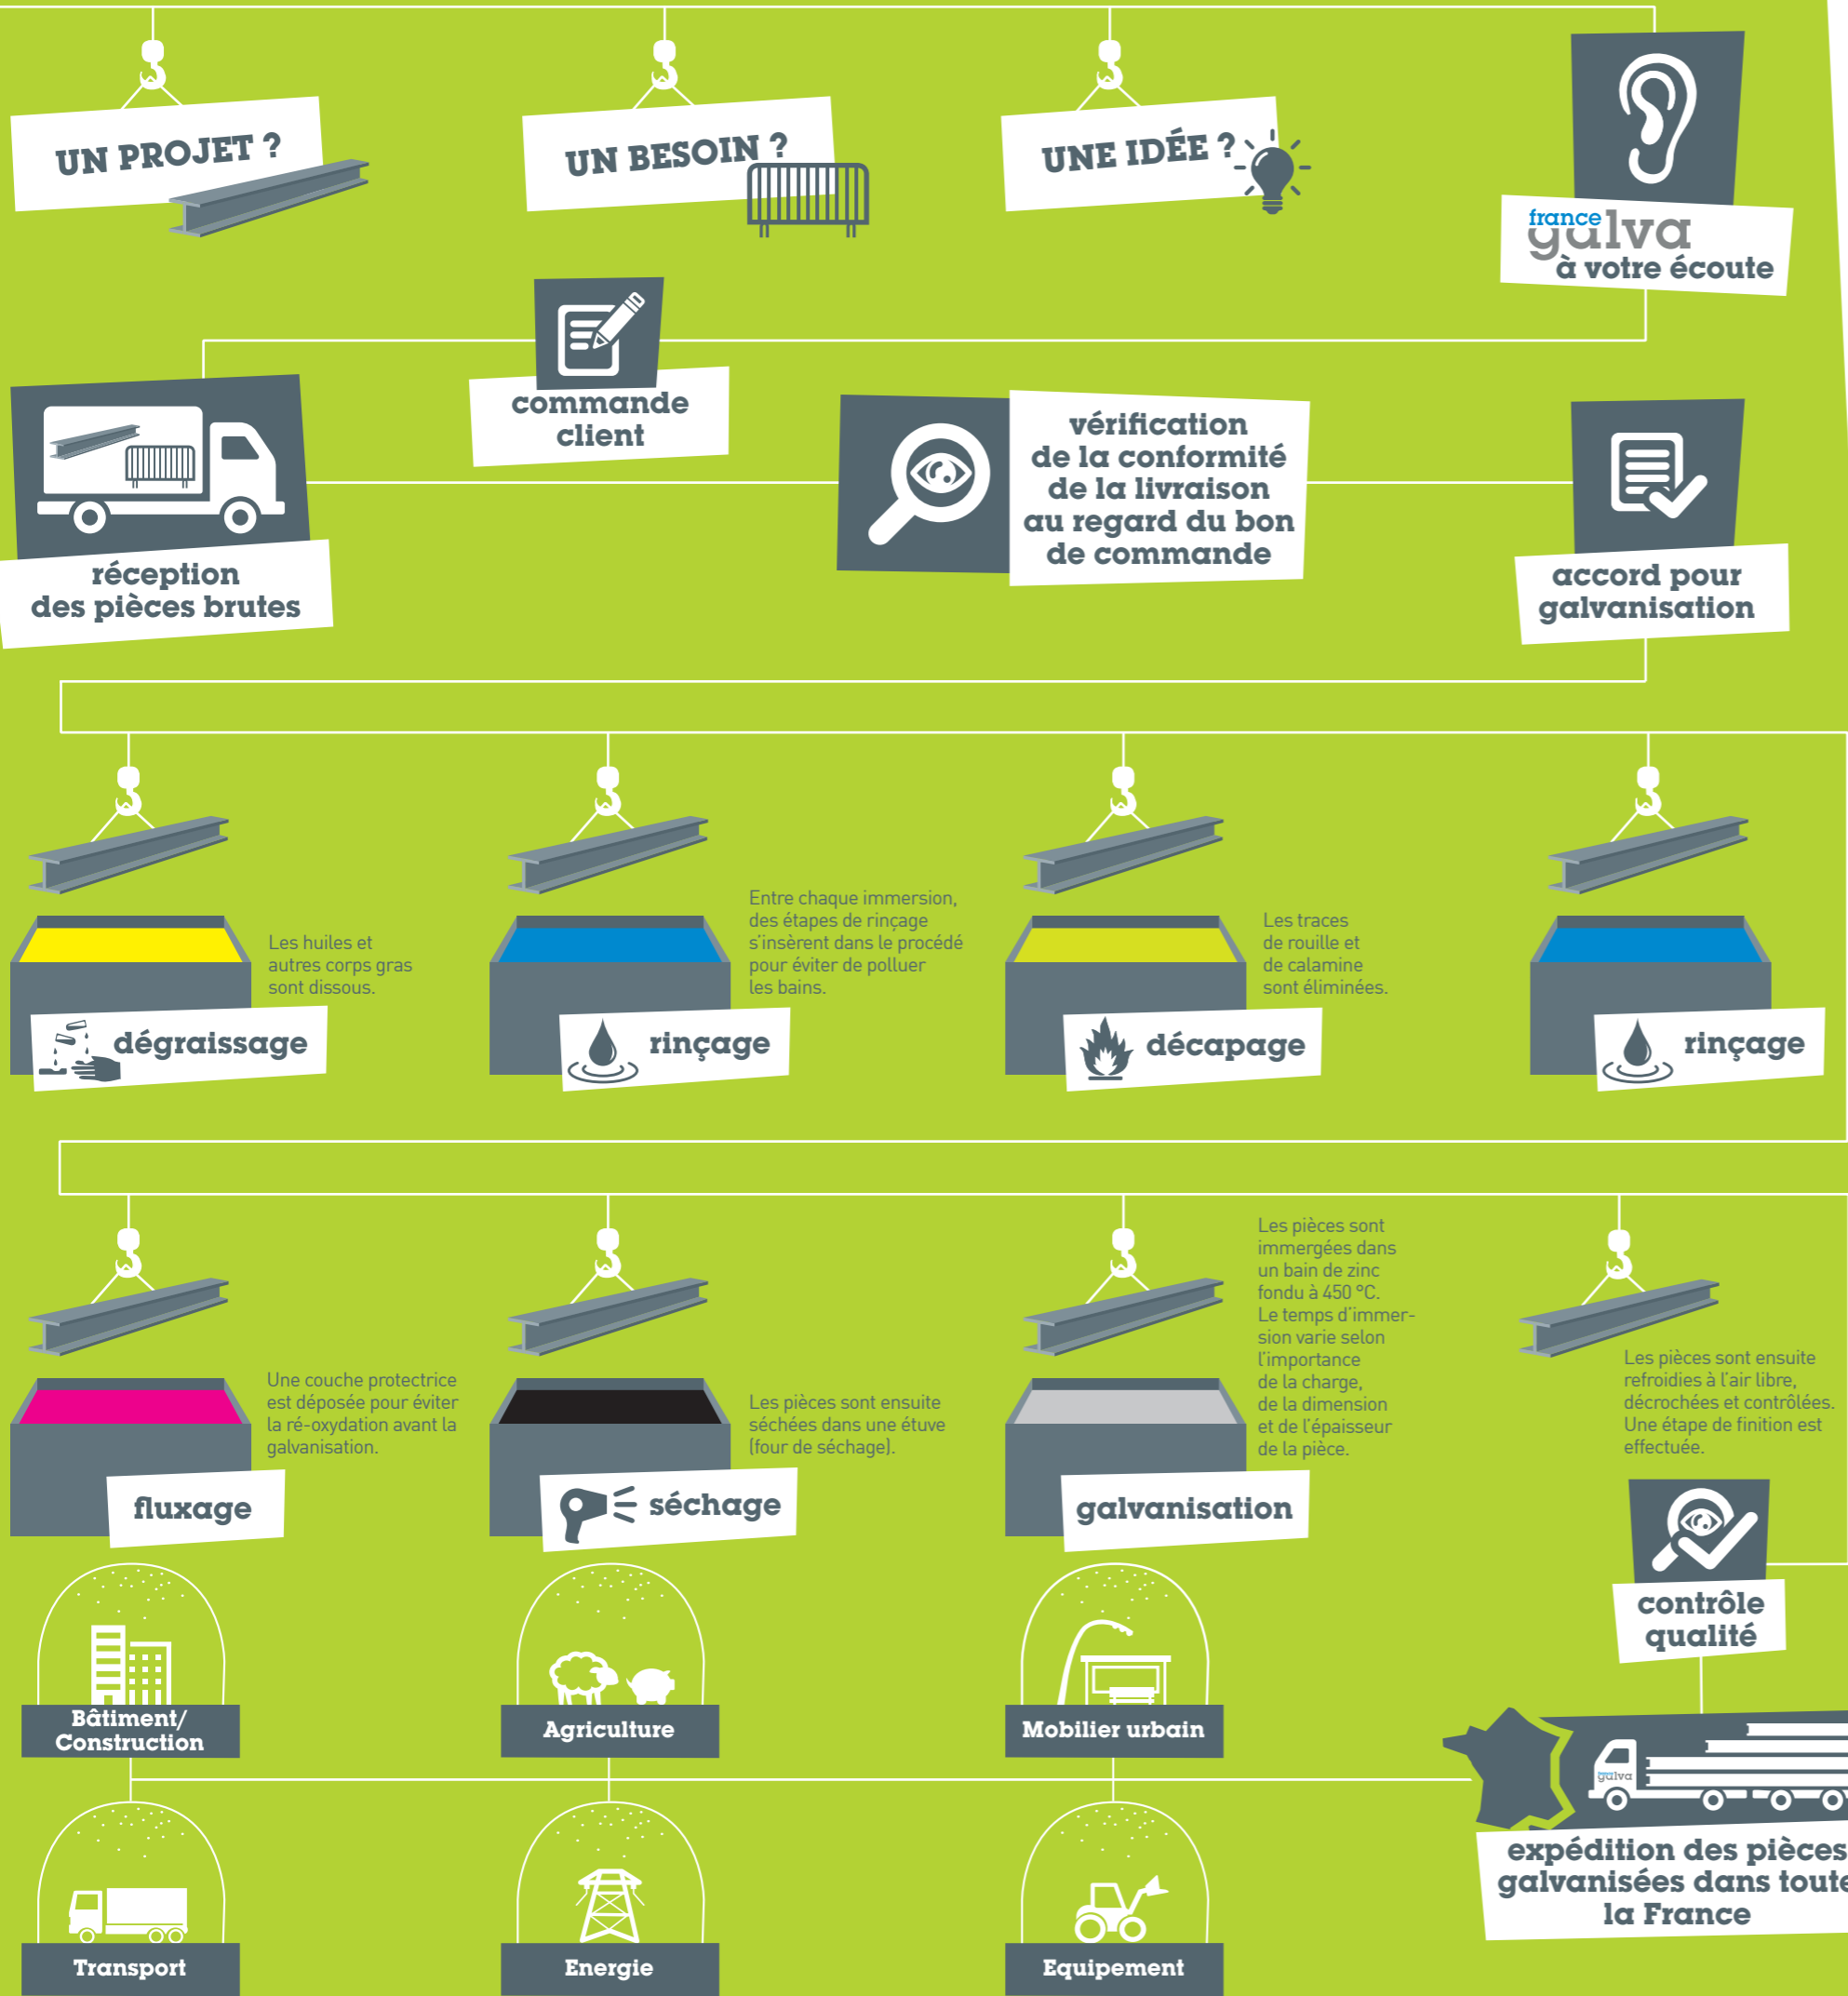 UN PROJET ?
UN BESOIN ?
UNE IDÉE ?
france
galva
à votre écoute
commande
client
réception
des pièces brutes
vérification
de la conformité
de la livraison
au regard du bon
de commande
accord pour
galvanisation
Les huiles et
autres corps gras
sont dissous.
dégraissage
Entre chaque immersion,
des étapes de rinçage
s'insèrent dans le procédé
pour éviter de polluer
les bains.
rinçage
Les traces
de rouille et
de calamine
sont éliminées.
décapage
rinçage
Une couche protectrice
est déposée pour éviter
la ré-oxydation avant la
galvanisation.
fluxage
Les pièces sont ensuite
séchées dans une étuve
(four de séchage).
séchage
Les pièces sont
immergées dans
un bain de zinc
fondu à 450 °C.
Le temps d'immer-
sion varie selon
l'importance
de la charge,
de la dimension
et de l'épaisseur
de la pièce.
galvanisation
Les pièces sont ensuite
refroidies à l'air libre,
décrochées et contrôlées.
Une étape de finition est
effectuée.
contrôle
qualité
galva
expédition des pièces
galvanisées dans toute
la France
Bâtiment/
Construction
Agriculture
Mobilier urbain
Transport
Energie
Equipement